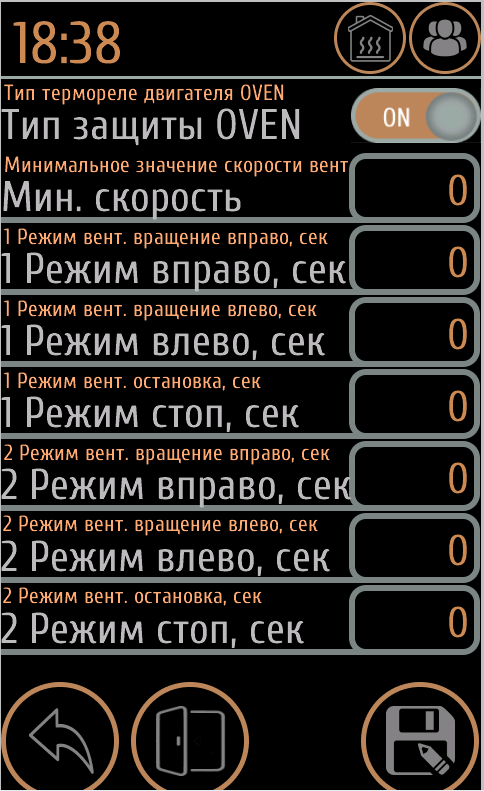 18:38
Тип термореле двигателя OVEN
Тип защиты OVEN
ON
Минимальное значение скорости вент
Мин. скорость
0
1 Режим вент. вращение вправо, сек
1 Режим вправо, сек
0
1 Режим вент. вращение влево, сек
1 Режим влево, сек
0
1 Режим вент. остановка, сек
1 Режим стоп, сек
0
2 Режим вент. вращение вправо, сек
2 Режим вправо, сек
0
2 Режим вент. вращение влево, сек
2 Режим влево, сек
0
2 Режим вент. остановка, сек
2 Режим стоп, сек
0